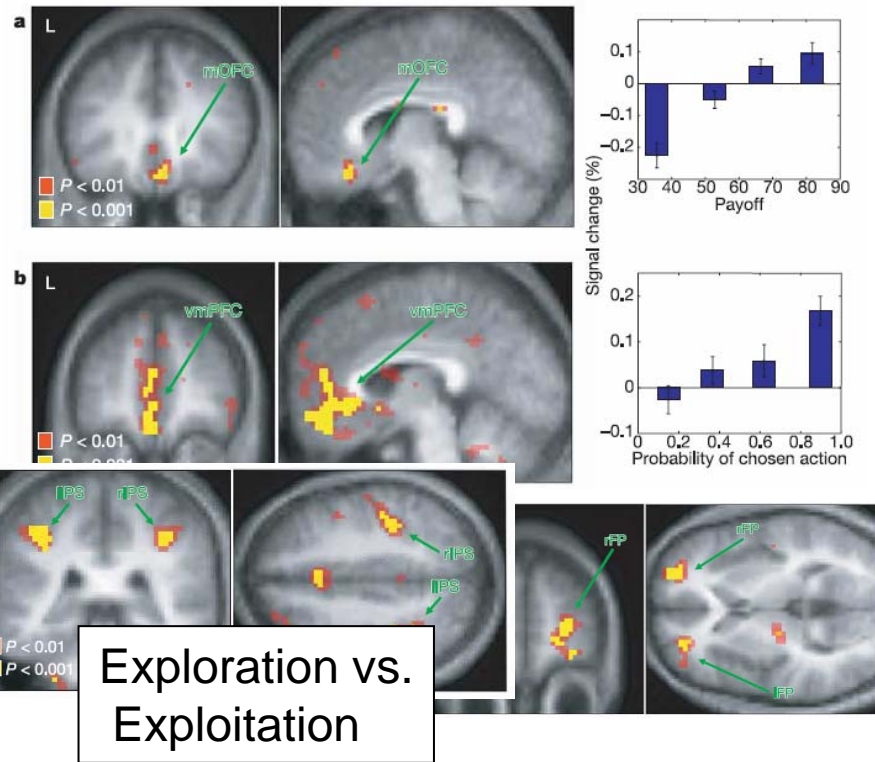 a
L
mOFC
mOFC
P < 0.01
P < 0.001
0.1
0
−0.1
−0.2
30 40 50 60 70 80 90
Payoff
Signal change (%)
b
L
vmPFC
vmPFC
P < 0.01
0.2
0.1
0
−0.1
0.0 0.2 0.4 0.6 0.8 1.0
Probability of chosen action
lIPS
rIPS
rIPS
lIPS
P < 0.01
P < 0.001
rFP
rFP
lFP
Exploration vs.
Exploitation